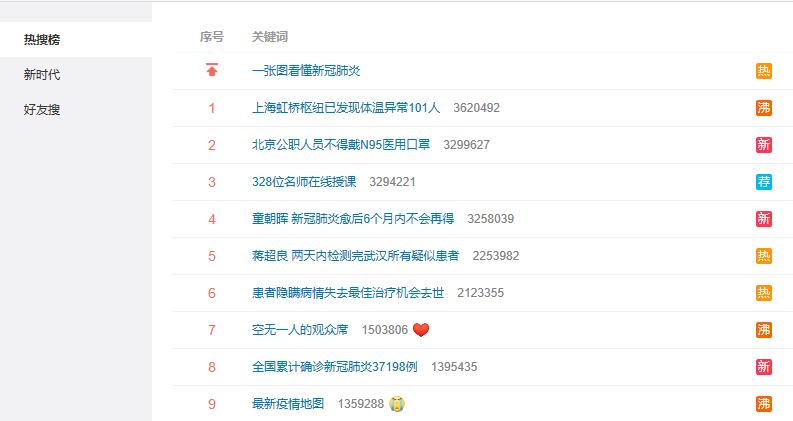 热搜榜
新时代
好友搜
序号 关键词
一张图看懂新冠肺炎 热
1 上海虹桥枢纽已发现体温异常101人 3620492 沸
2 北京公职人员不得戴N95医用口罩 3299627 新
3 328位名师在线授课 3294221 荐
4 童朝晖 新冠肺炎愈后6个月内不会再得 3258039 新
5 蒋超良 两天内检测完武汉所有疑似患者 2253982 热
6 患者隐瞒病情失去最佳治疗机会去世 2123355 热
7 空无一人的观众席 1503806 沸
8 全国累计确诊新冠肺炎37198例 1395435 新
9 最新疫情地图 1359288 沸